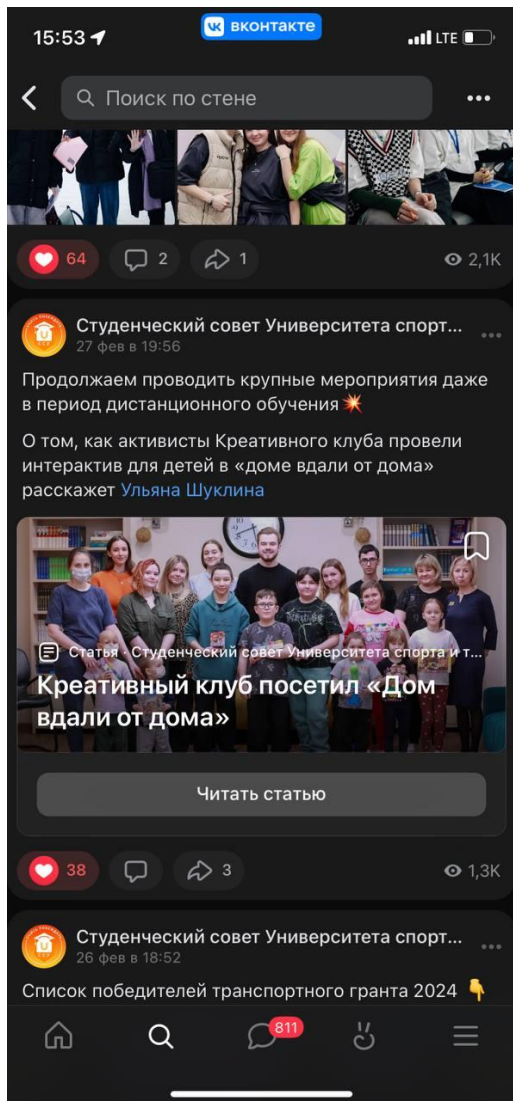 15:53
вконтакте
LTE
Поиск по стене
64
2
1
2,1K
Студенческий совет Университета спорт...
27 фев в 19:56
Продолжаем проводить крупные мероприятия даже
в период дистанционного обучения
О том, как активисты Креативного клуба провели
интерактив для детей в «доме вдали от дома»
расскажет Ульяна Шуклина
Статья · Студенческий совет Университета спорта и т...
Креативный клуб посетил «Дом
вдали от дома»
Читать статью
38
3
1,3K
Студенческий совет Университета спорт...
26 фев в 18:52
Список победителей транспортного гранта 2024
811